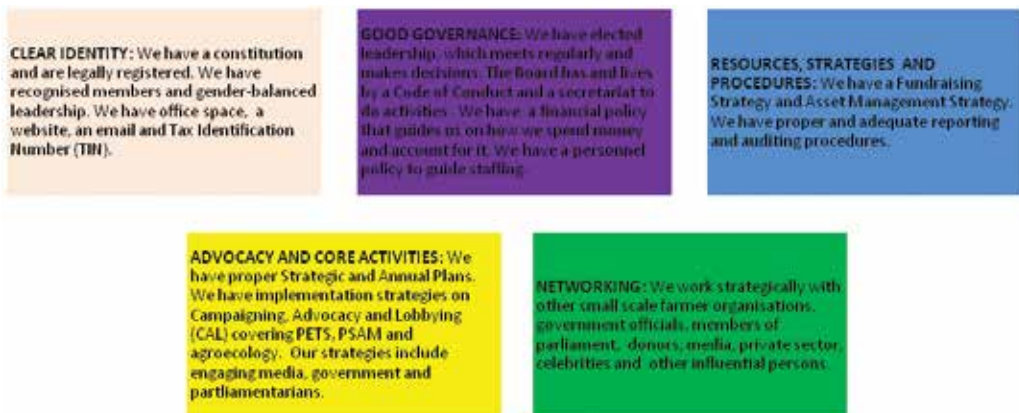 CLEAR IDENTITY: We have a constitution
and are legally registered. We have
recognised members and gender-balanced
leadership. We have office space, a
website, an email and Tax Identification
Number (TIN).
GOOD GOVERNANCE: We have elected
leadership, which meets regularly and
makes decisions. The Board has and lives
by a Code of Conduct and a secretariat to
do activities. We have a financial policy
that guides us on how we spend money
and account for it. We have a personnel
policy to guide staffing.
RESOURCES, STRATEGIES AND
PROCEDURES: We have a Fundraising
Strategy and Asset Management Strategy.
We have proper and adequate reporting
and auditing procedures.
ADVOCACY AND CORE ACTIVITIES: We
have proper Strategic and Annual Plans.
We have implementation strategies on
Campaigning, Advocacy and Lobbying
(CAL) covering PETS, PSAM and
agroecology. Our strategies include
engaging media, government and
partliamentarians.
NETWORKING: We work strategically with
other small scale farmer organisations,
government officials, members of
parliament, donors, media, private sector,
celebrities and other influential persons.